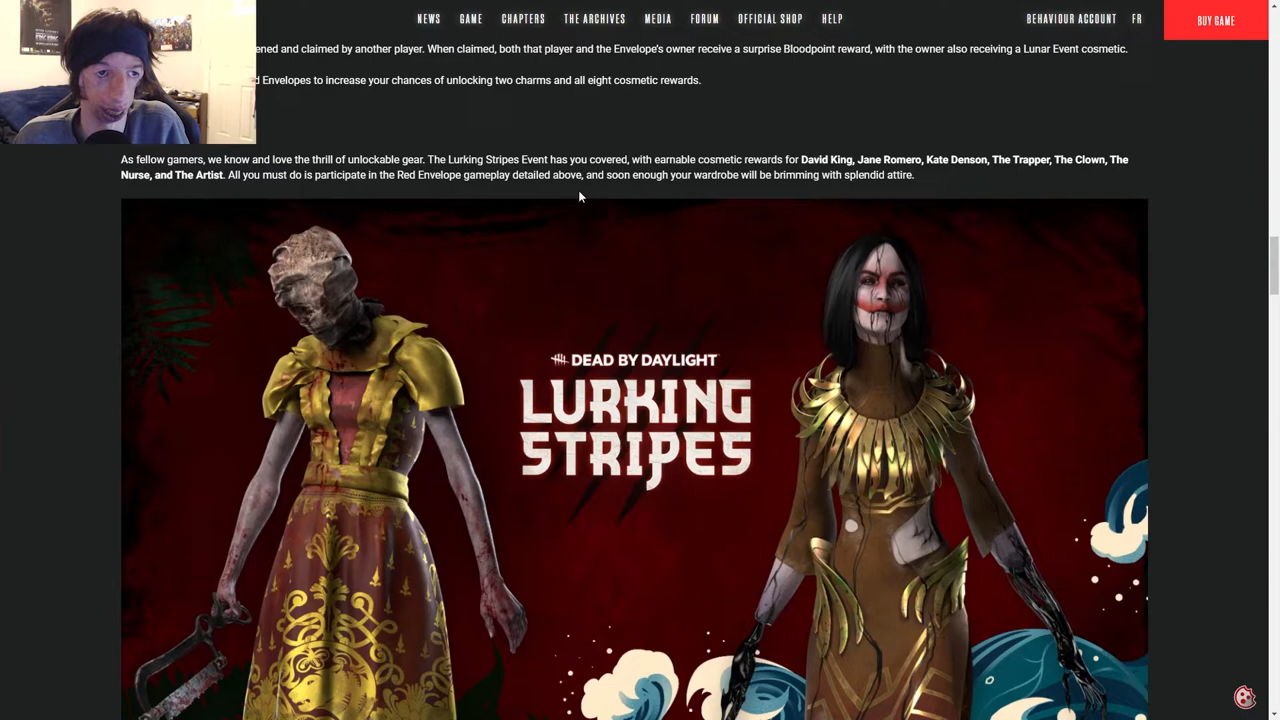 NEWS GAME CHAPTERS THE ARCHIVES MEDIA FORUM OFFICIAL SHOP HELP BEHAVIOUR ACCOUNT FR BUY GAME
and claimed by another player. When claimed, both that player and the Envelope's owner receive a surprise Bloodpoint reward, with the owner also receiving a Lunar Event cosmetic.
Envelopes to increase your chances of unlocking two charms and all eight cosmetic rewards.
As fellow gamers, we know and love the thrill of unlockable gear. The Lurking Stripes Event has you covered, with earnable cosmetic rewards for David King, Jane Romero, Kate Denson, The Trapper, The Clown, The
Nurse, and The Artist. All you must do is participate in the Red Envelope gameplay detailed above, and soon enough your wardrobe will be brimming with splendid attire.
DEAD BY DAYLIGHT
LURKING
STRIPES